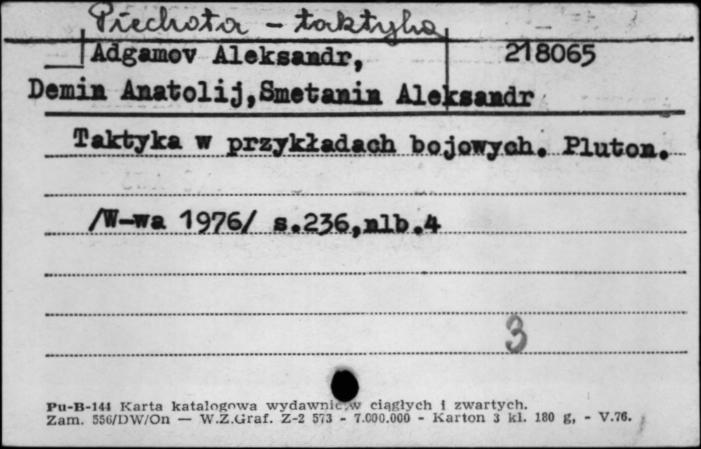 Piechota - taktyka
Adgamov Aleksandr, 218065
Demin Anatolij,Smetanin Aleksandr
Taktyka w przykładach bojowych. Pluton.
/W-wa 1976/ s.236,nlb.4
3
Pu-B-144 Karta katalogowa wydawnictw ciągłych i zwartych.
Zam. 556/DW/On — W.Z.Graf. Z-2 573 - 7.000.000 - Karton 3 kl. 180 g, - V.76.